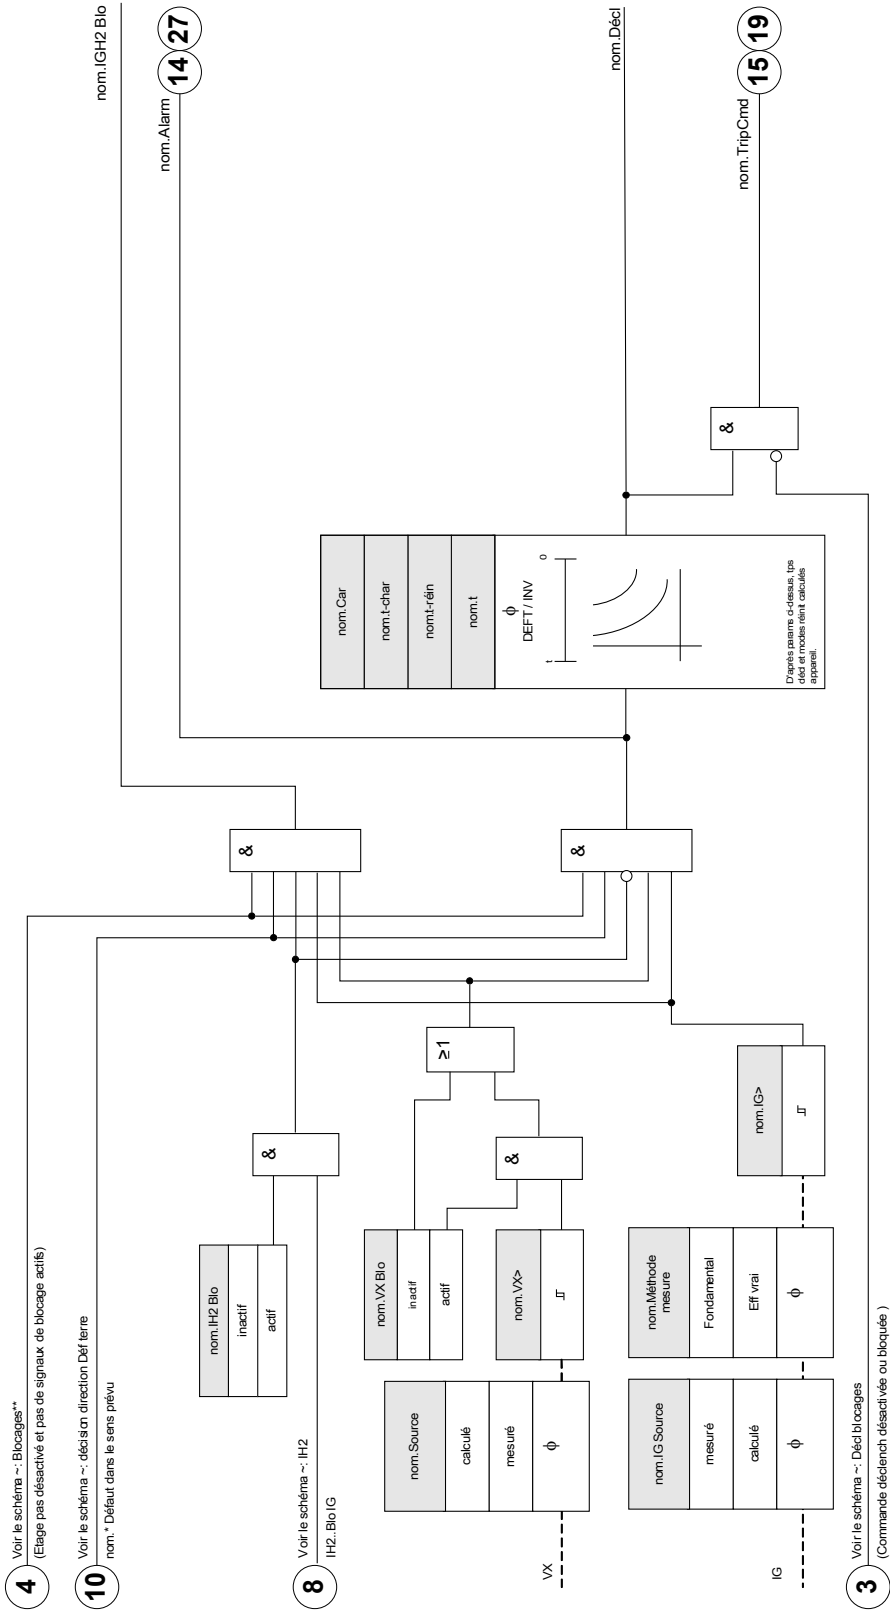 4
Voir le schéma ~: Blocages**
(Etage pas désactivé et pas de signaux de blocage actifs)
10
Voir le schéma ~: décision direction Déf terre
nom.* Défaut dans le sens prévu
nom.IH2 Blo
inactif
actif
8
Voir le schéma ~: IH2
IH2..Blo IG
&
&
nom.IGH2 Blo
nom.Alarm
14
27
nom.VX Blo
inactif
actif
nom.Source
calculé
mesuré
ϕ
nom.VX>
VX
&
≥1
&
nom.Car
nom.t-char
nom.t-réin
nom.t
ϕ
DEFT / INV
t
0
D'après params ci-dessus, tps
décl et modes réinit calculés
appareil.
nom.Décl
nom.IG Source
mesuré
calculé
ϕ
nom.Méthode
mesure
Fondamental
Eff vrai
ϕ
nom.IG>
IG
&
nom.TripCmd
15
19
3
Voir le schéma ~: Décl blocages
(Commande déclench désactivée ou bloquée )